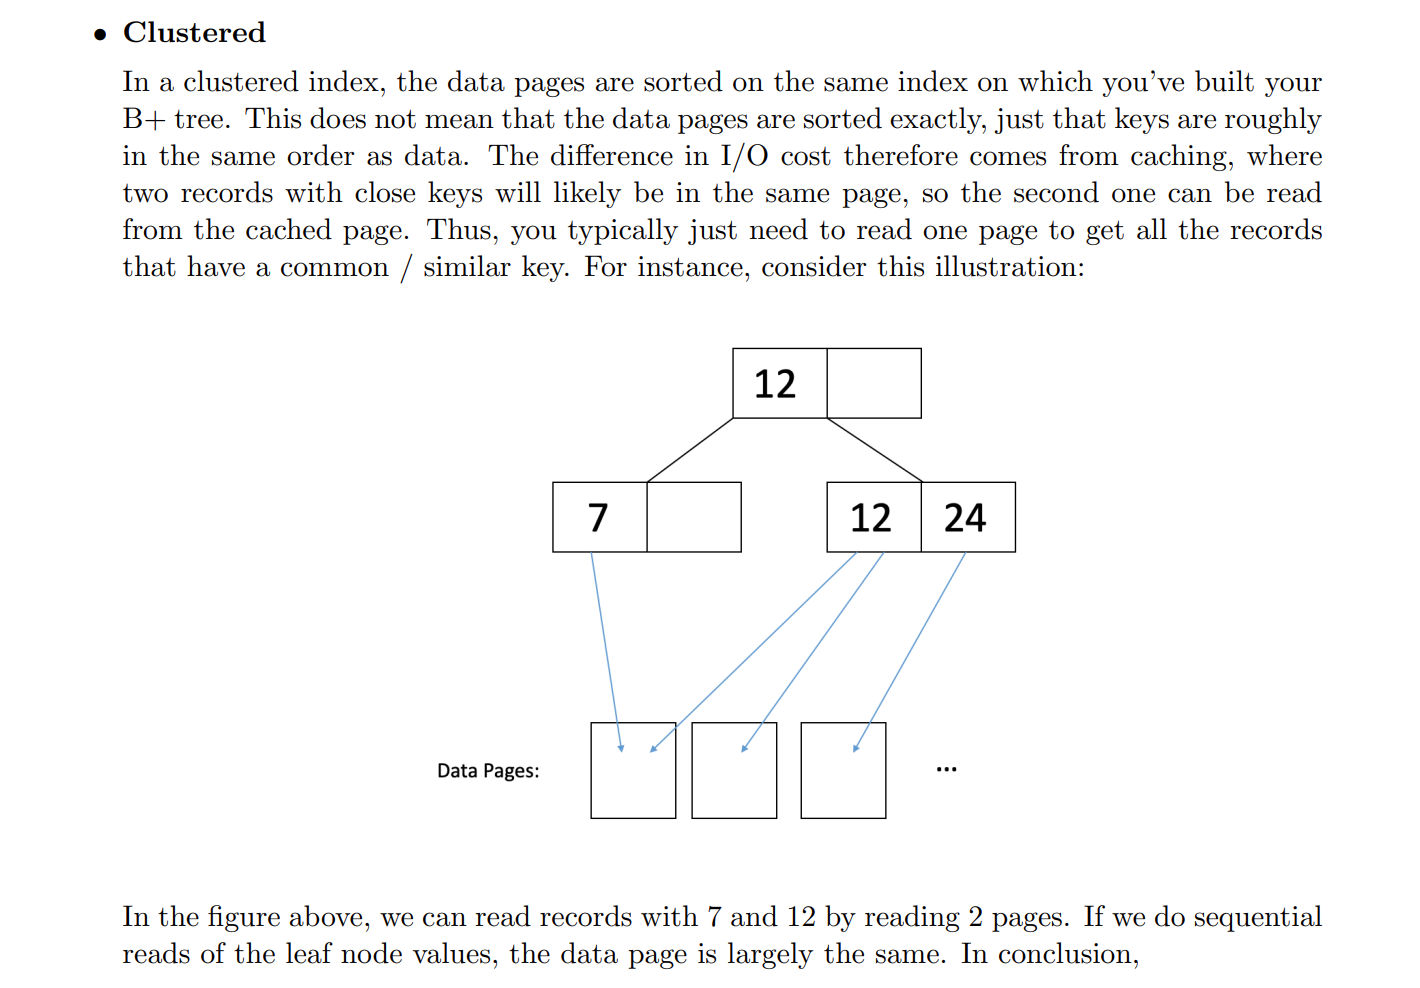 • Clustered
In a clustered index, the data pages are sorted on the same index on which you've built your
B+ tree. This does not mean that the data pages are sorted exactly, just that keys are roughly
in the same order as data. The difference in I/O cost therefore comes from caching, where
two records with close keys will likely be in the same page, so the second one can be read
from the cached page. Thus, you typically just need to read one page to get all the records
that have a common / similar key. For instance, consider this illustration:
12
7
12 24
Data Pages: ...
In the figure above, we can read records with 7 and 12 by reading 2 pages. If we do sequential
reads of the leaf node values, the data page is largely the same. In conclusion,